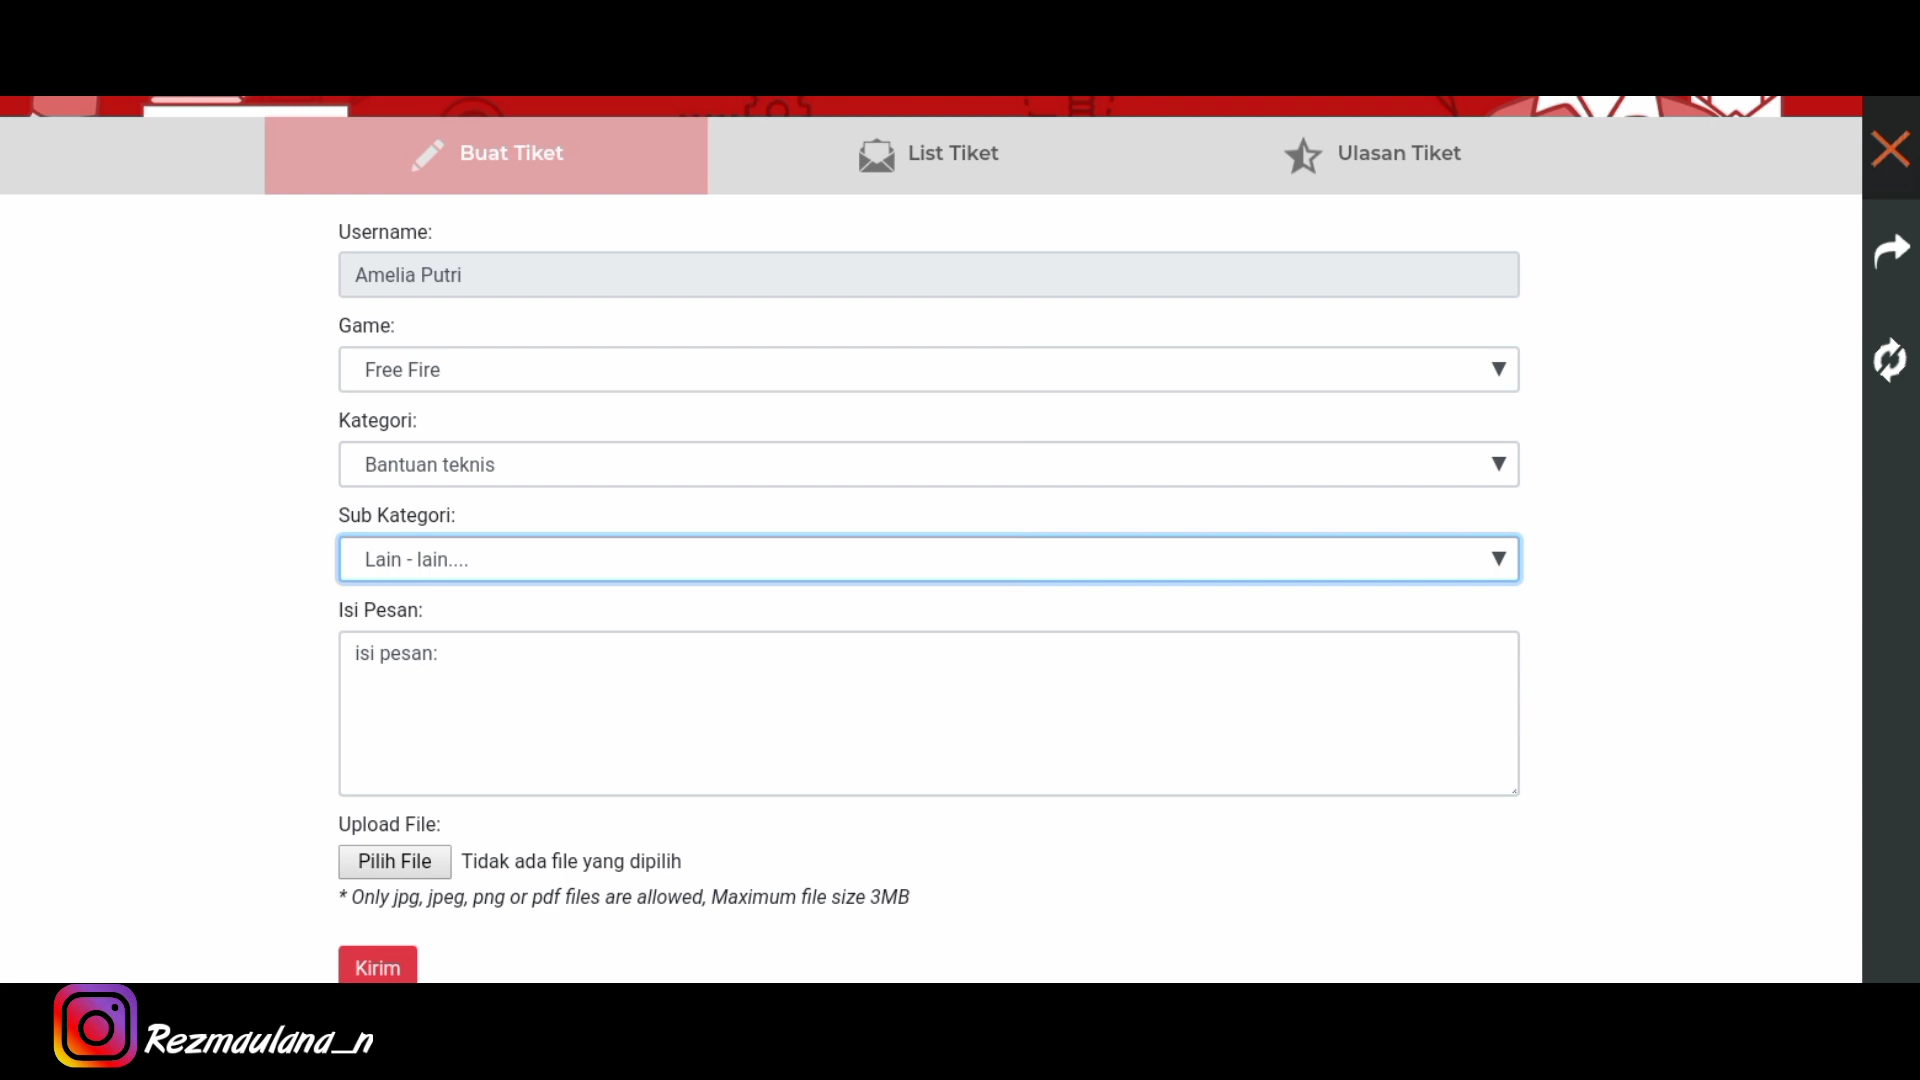 Buat Tiket
List Tiket
Ulasan Tiket
Username:
Amelia Putri
Game:
Free Fire
Kategori:
Bantuan teknis
Sub Kategori:
Lain - lain....
Isi Pesan:
isi pesan:
Upload File:
Pilih File Tidak ada file yang dipilih
* Only jpg, jpeg, png or pdf files are allowed, Maximum file size 3MB
Kirim
Rezmaulana_n